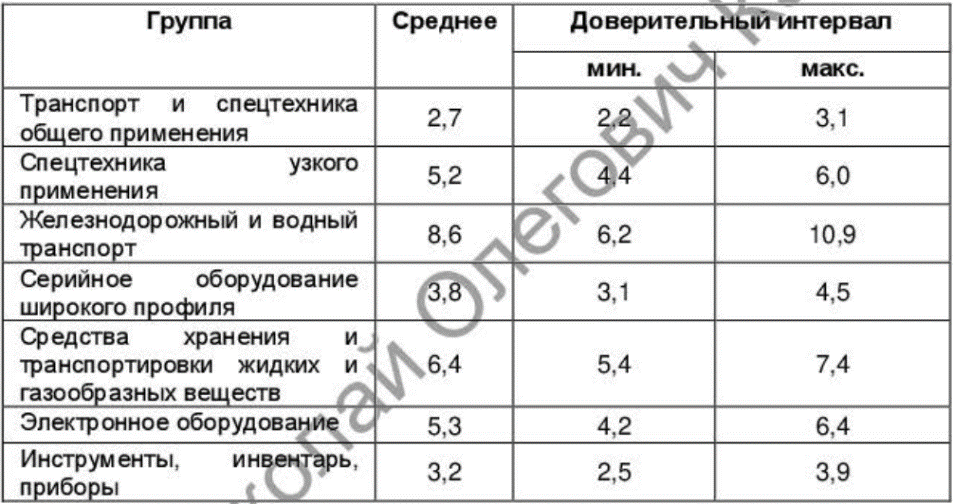 Группа Среднее Доверительный интервал
мин. макс.
Транспорт и спецтехника
общего применения 2,7 2,2 3,1
Спецтехника узкого
применения 5,2 4,4 6,0
Железнодорожный и водный
транспорт 8,6 6,2 10,9
Серийное оборудование
широкого профиля 3,8 3,1 4,5
Средства хранения и
транспортировки жидких и 6,4 5,4 7,4
газообразных веществ
Электронное оборудование 5,3 4,2 6,4
Инструменты, инвентарь,
приборы 3,2 2,5 3,9
Олегович